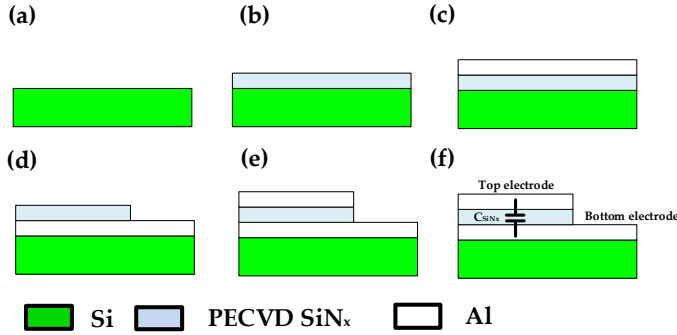 (a)
(b)
(c)
(d)
(e)
(f)
Top electrode
CSiNx
Bottom electrode
Si
PECVD SiNx
Al